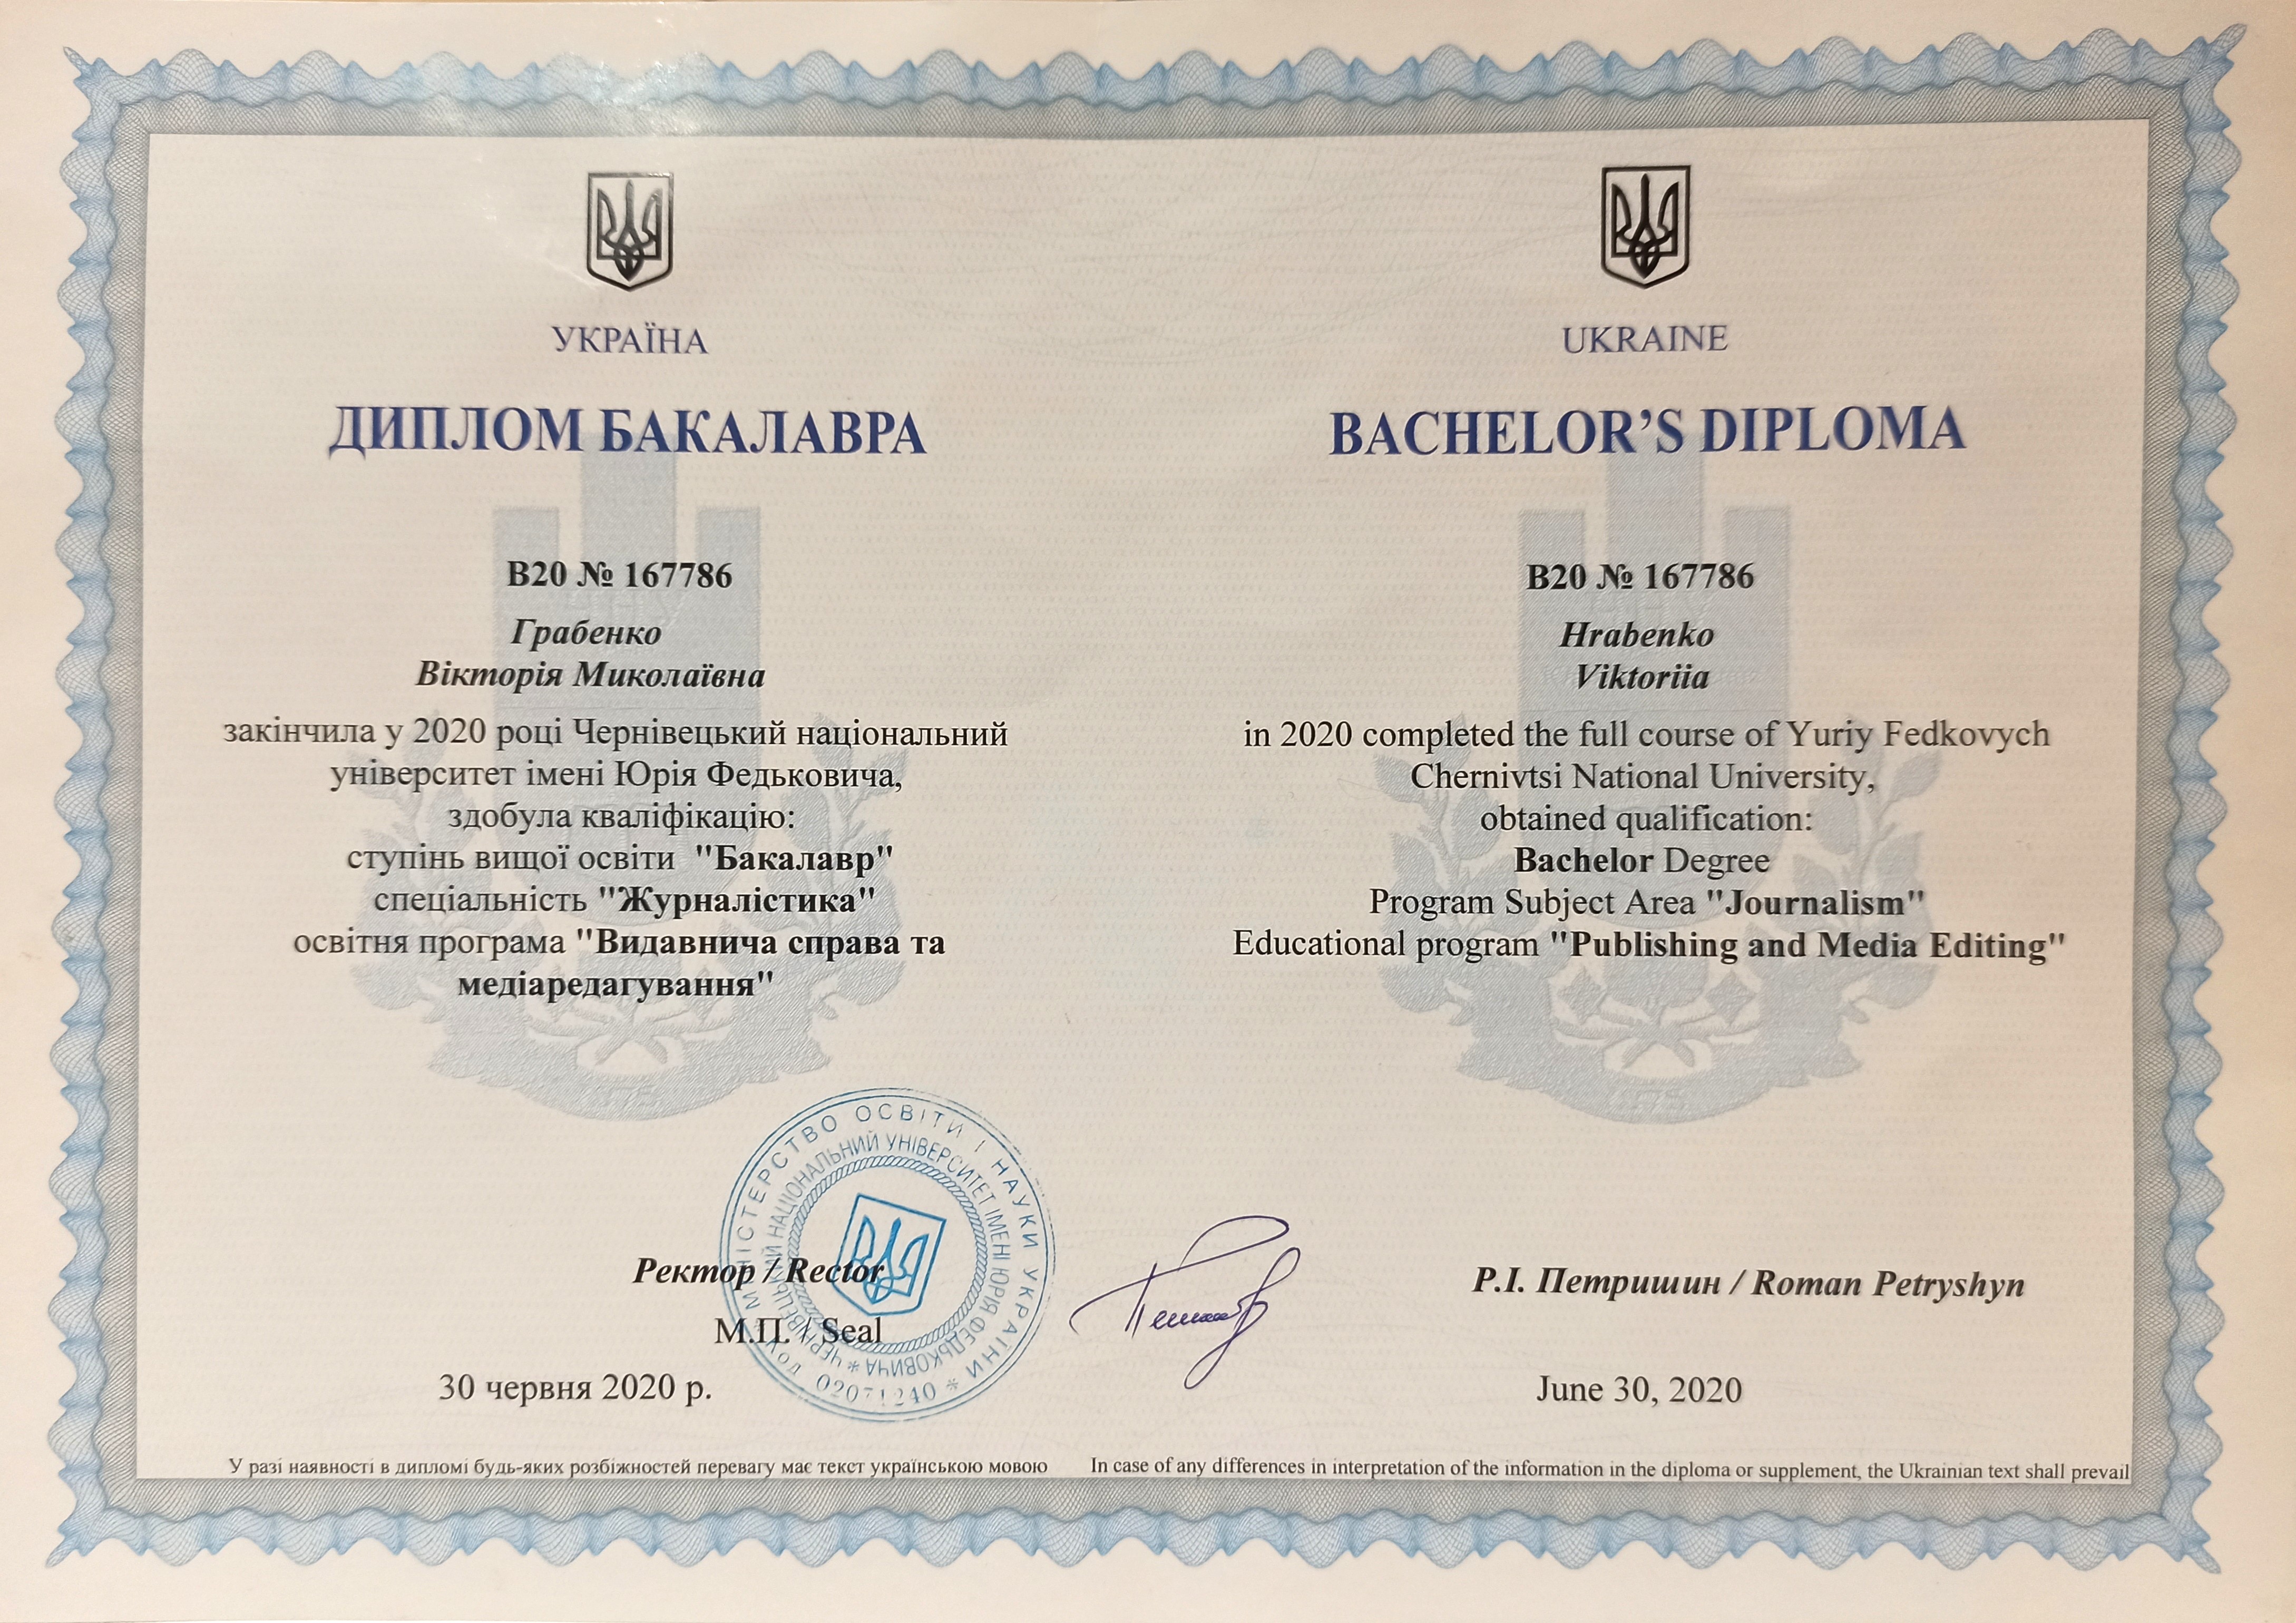 УКРАЇНА
ДИПЛОМ БАКАЛАВРА
B20 № 167786
Грабенко
Вікторія Миколаївна
закінчила у 2020 році Чернівецький національний
університет імені Юрія Федьковича,
здобула кваліфікацію:
ступінь вищої освіти "Бакалавр"
спеціальність "Журналістика"
освітня програма "Видавнича справа та
медіаредагування"
UKRAINE
BACHELOR’S DIPLOMA
B20 № 167786
Hrabenko
Viktoriia
in 2020 completed the full course of Yuriy Fedkovych
Chernivtsi National University,
obtained qualification:
Bachelor Degree
Program Subject Area "Journalism"
Educational program "Publishing and Media Editing"
МІНІСТЕРСТВО ОСВІТИ І НАУКИ УКРАЇНИ *
ЧЕРНІВЕЦЬКИЙ НАЦІОНАЛЬНИЙ УНІВЕРСИТЕТ ІМЕНІ ЮРІЯ ФЕДЬКОВИЧА *
Код 02071240
Ректор / Rector
М.П. / Seal
30 червня 2020 р.
Р.І. Петришин / Roman Petryshyn
June 30, 2020
У разі наявності в дипломі будь-яких розбіжностей перевагу має текст українською мовою
In case of any differences in interpretation of the information in the diploma or supplement, the Ukrainian text shall prevail